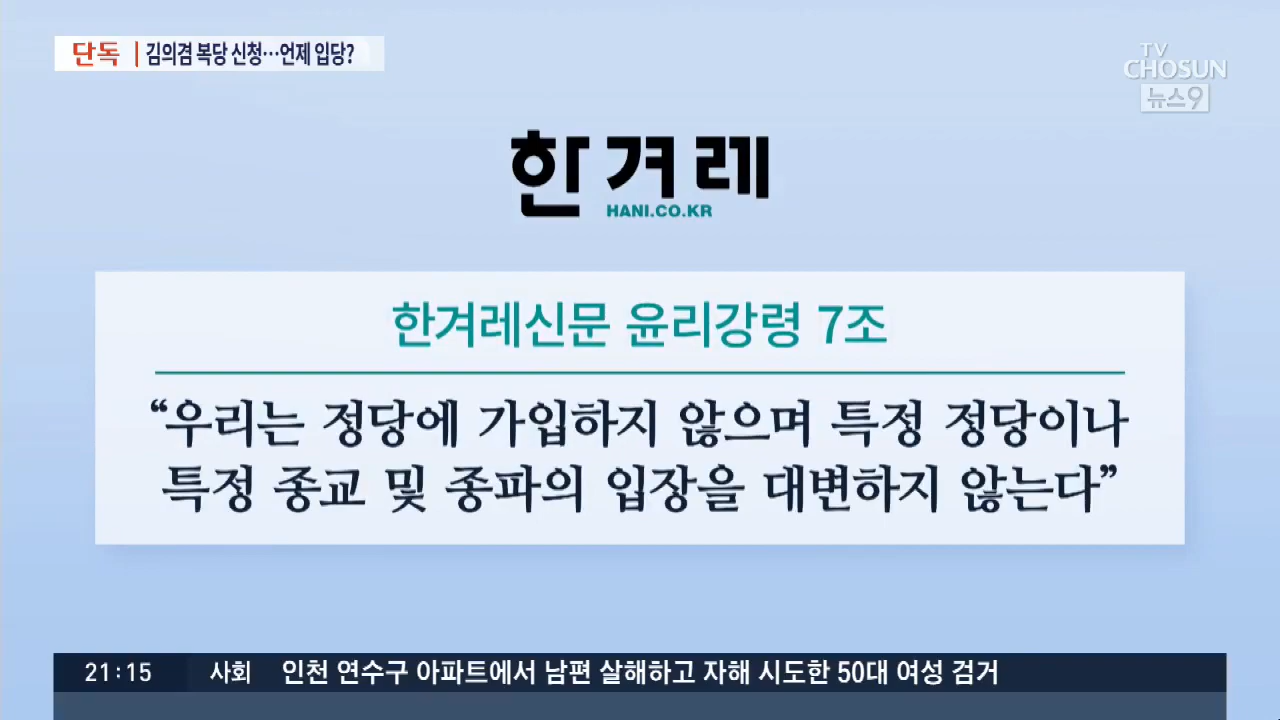 단독 | 김의겸 복당 신청…언제 입당?
TV
CHOSUN
뉴스9
한겨레
HANI.CO.KR
한겨레신문 윤리강령 7조
“우리는 정당에 가입하지 않으며 특정 정당이나
특정 종교 및 종파의 입장을 대변하지 않는다”
21:15 사회 인천 연수구 아파트에서 남편 살해하고 자해 시도한 50대 여성 검거